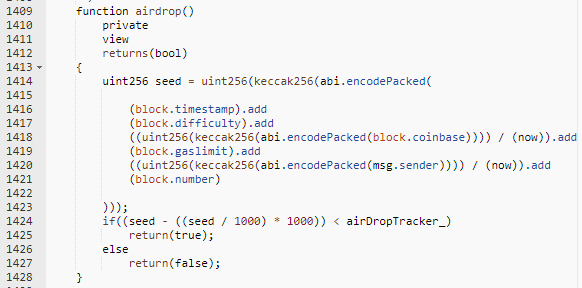 1409 function airdrop()
1410 private
1411 view
1412 returns(bool)
1413 {
1414 uint256 seed = uint256(keccak256(abi.encodePacked(
1415
1416 (block.timestamp).add
1417 (block.difficulty).add
1418 ((uint256(keccak256(abi.encodePacked(block.coinbase)))) / (now)).add
1419 (block.gaslimit).add
1420 ((uint256(keccak256(abi.encodePacked(msg.sender)))) / (now)).add
1421 (block.number)
1422
1423 )));
1424 if((seed - ((seed / 1000) * 1000)) < airDropTracker_)
1425 return(true);
1426 else
1427 return(false);
1428 }